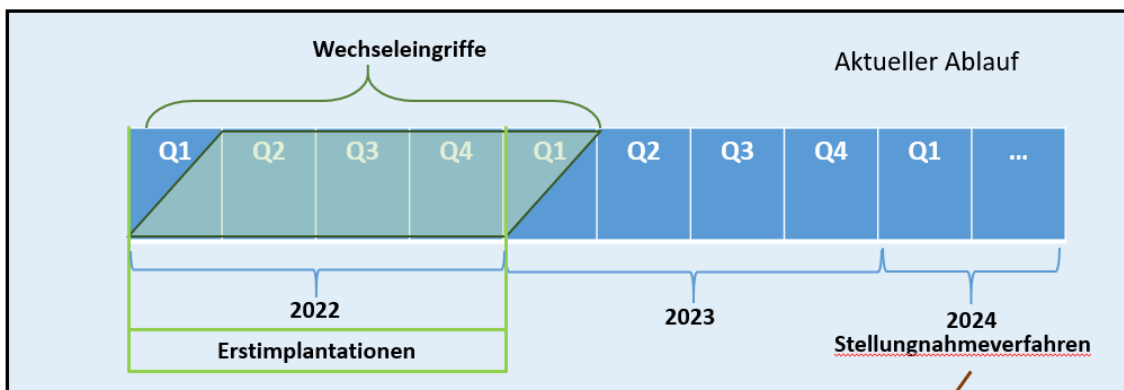 Wechseleingriffe
Aktueller Ablauf
Q1 Q2 Q3 Q4 Q1 Q2 Q3 Q4 Q1 ...
2022
2023
2024
Stellungnahmeverfahren
Erstimplantationen